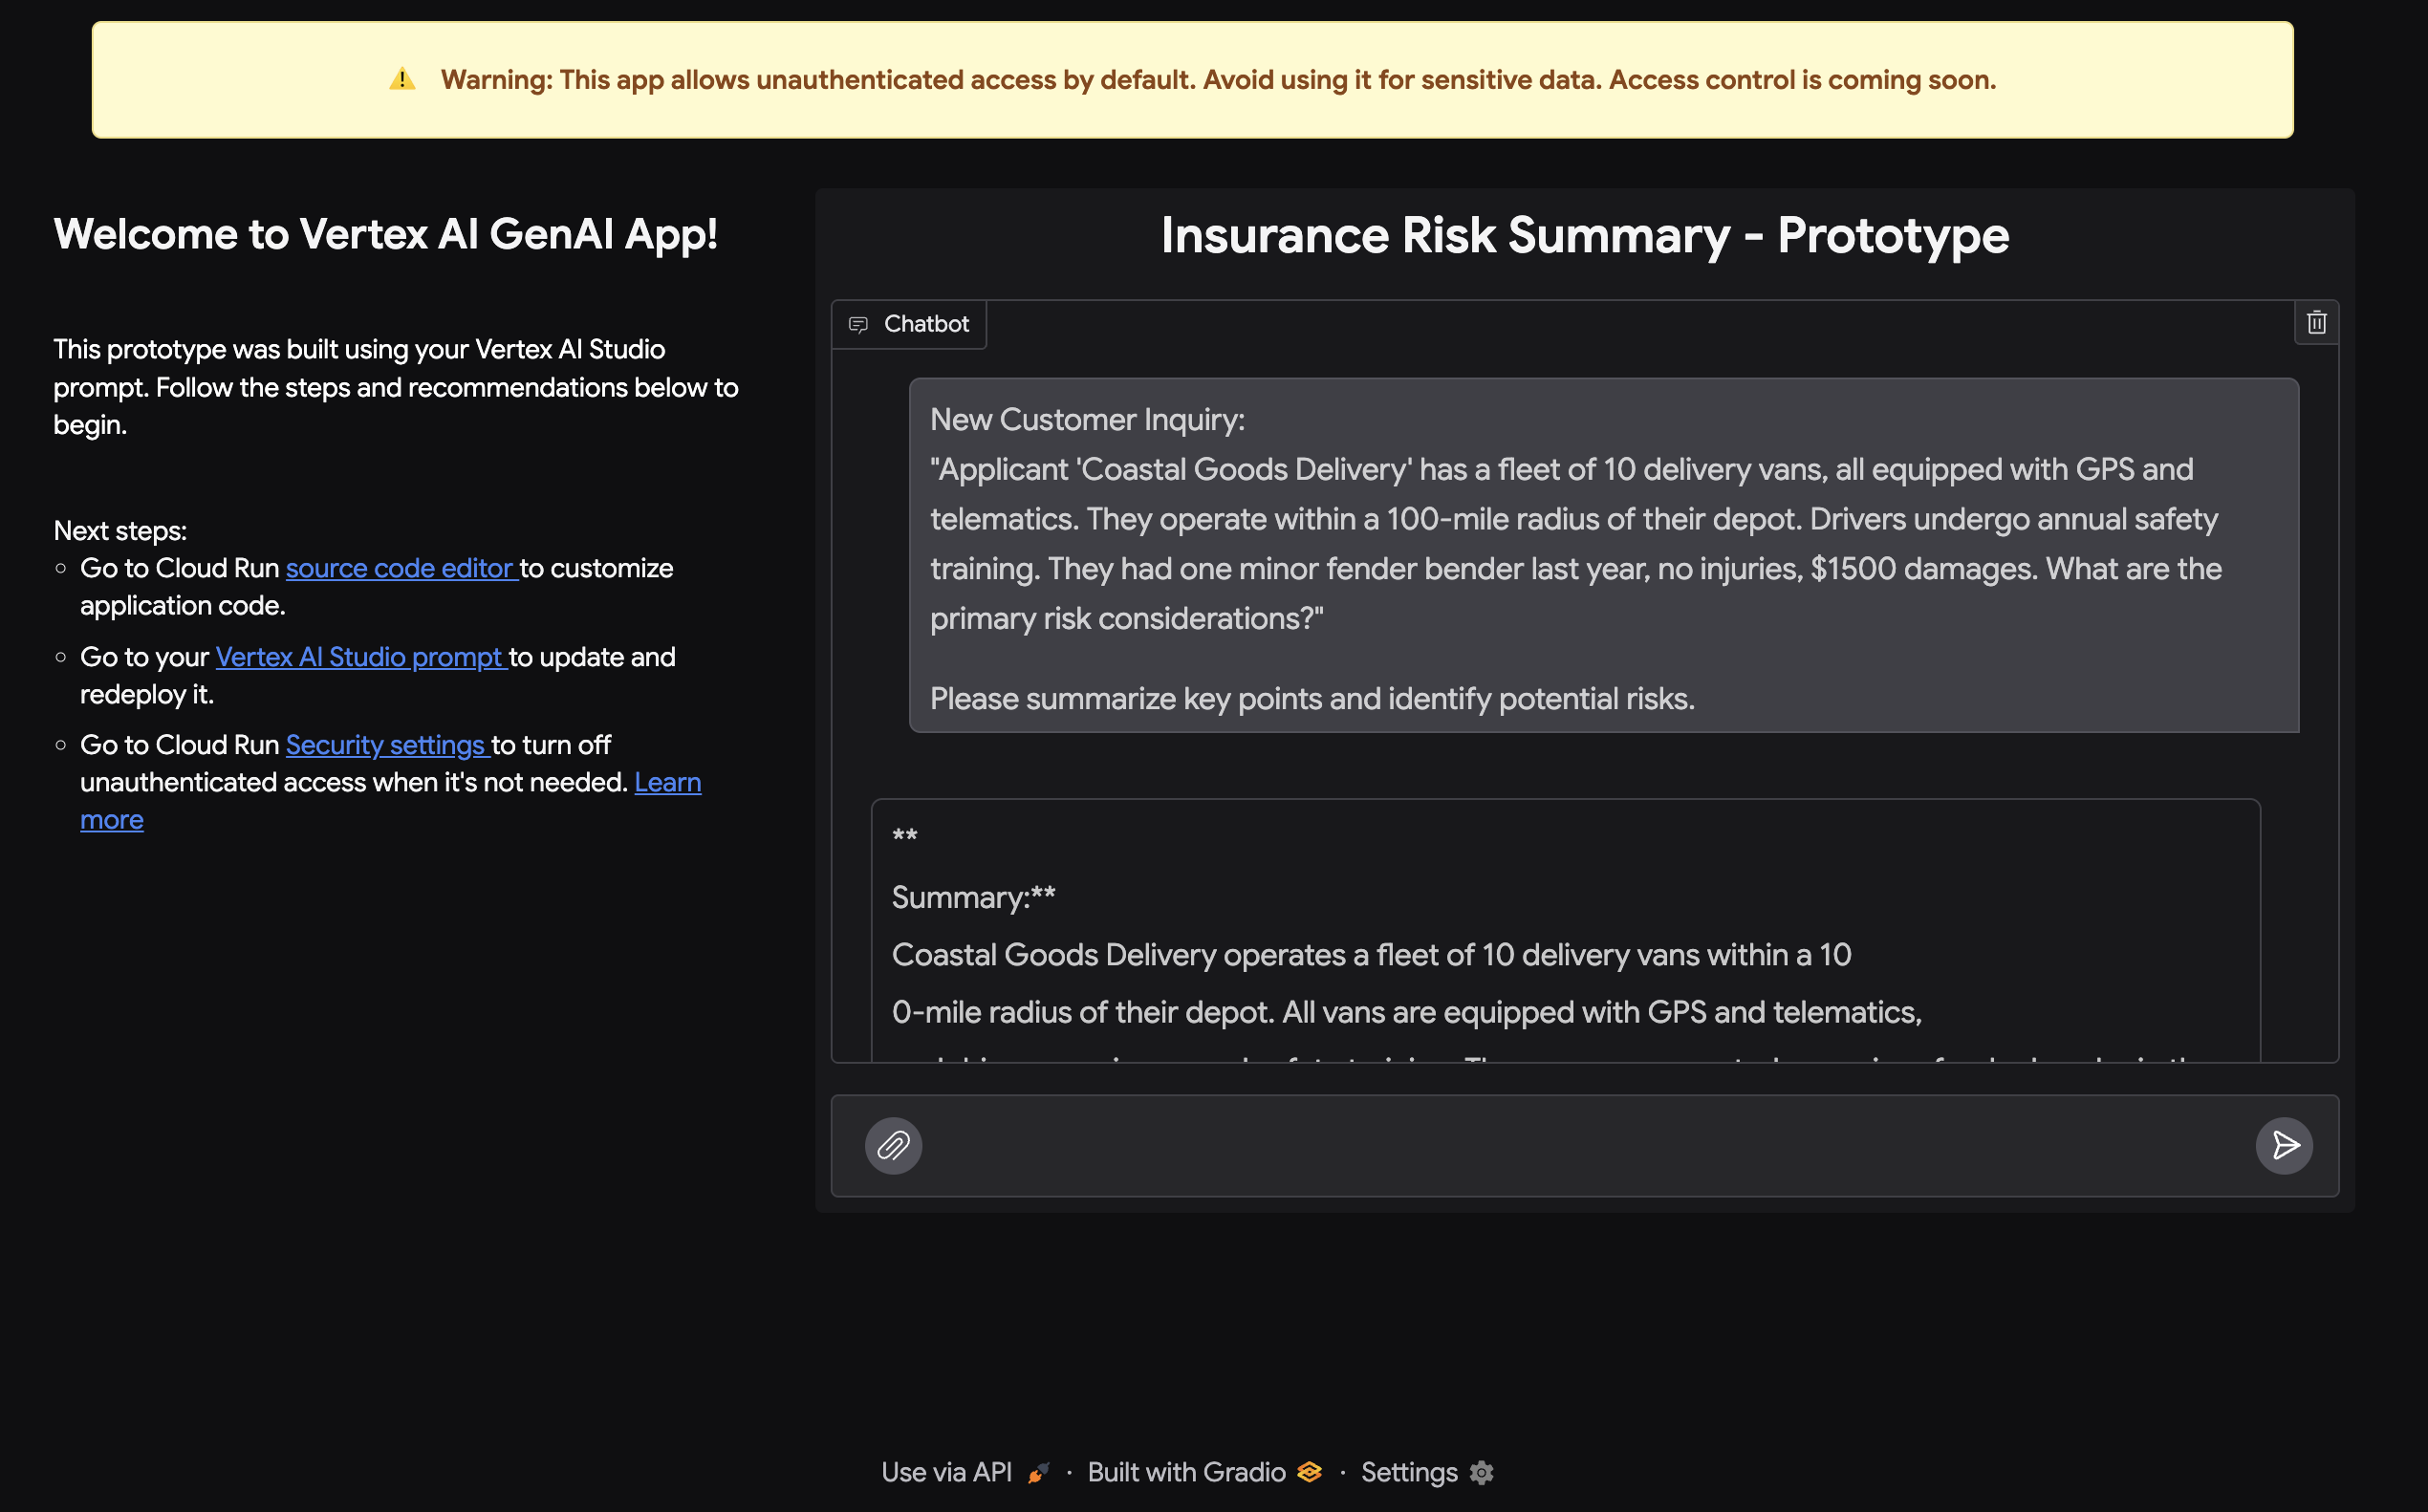 ⚠️ Warning: This app allows unauthenticated access by default. Avoid using it for sensitive data. Access control is coming soon.
Welcome to Vertex AI GenAI App!
This prototype was built using your Vertex AI Studio
prompt. Follow the steps and recommendations below to
begin.
Next steps:
Go to Cloud Run source code editor to customize
application code.
Go to your Vertex AI Studio prompt to update and
redeploy it.
Go to Cloud Run Security settings to turn off
unauthenticated access when it's not needed. Learn
more
Insurance Risk Summary - Prototype
Chatbot
New Customer Inquiry:
"Applicant 'Coastal Goods Delivery' has a fleet of 10 delivery vans, all equipped with GPS and
telematics. They operate within a 100-mile radius of their depot. Drivers undergo annual safety
training. They had one minor fender bender last year, no injuries, $1500 damages. What are the
primary risk considerations?"
Please summarize key points and identify potential risks.
**
Summary:**
Coastal Goods Delivery operates a fleet of 10 delivery vans within a 10
0-mile radius of their depot. All vans are equipped with GPS and telematics,
Use via API · Built with Gradio · Settings